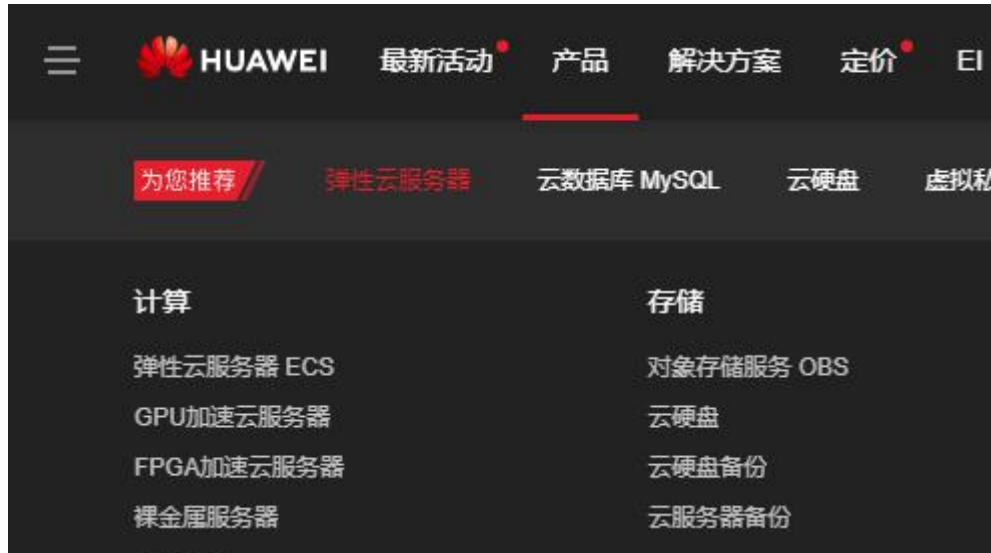 HUAWEI 最新活动 产品 解决方案 定价 EI
为您推荐 弹性云服务器 云数据库 MySQL 云硬盘 虚拟私
计算 存储
弹性云服务器 ECS 对象存储服务 OBS
GPU加速云服务器 云硬盘
FPGA加速云服务器 云硬盘备份
裸金属服务器 云服务器备份